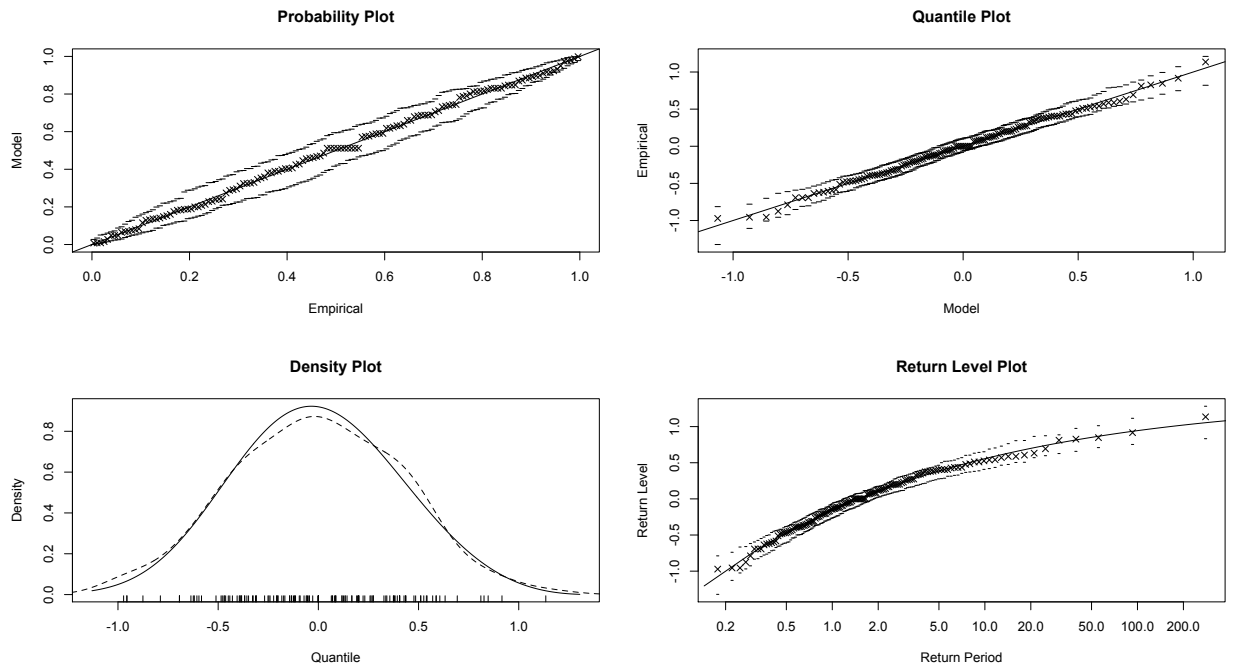 Probability Plot
Model
0.0 0.2 0.4 0.6 0.8 1.0
0.0 0.2 0.4 0.6 0.8 1.0
Empirical
Quantile Plot
Empirical
-1.0 -0.5 0.0 0.5 1.0
-1.0 -0.5 0.0 0.5 1.0
Model
Density Plot
Density
0.0 0.2 0.4 0.6 0.8
-1.0 -0.5 0.0 0.5 1.0
Quantile
Return Level Plot
Return Level
-1.0 -0.5 0.0 0.5 1.0
0.2 0.5 1.0 2.0 5.0 10.0 20.0 50.0 100.0 200.0
Return Period